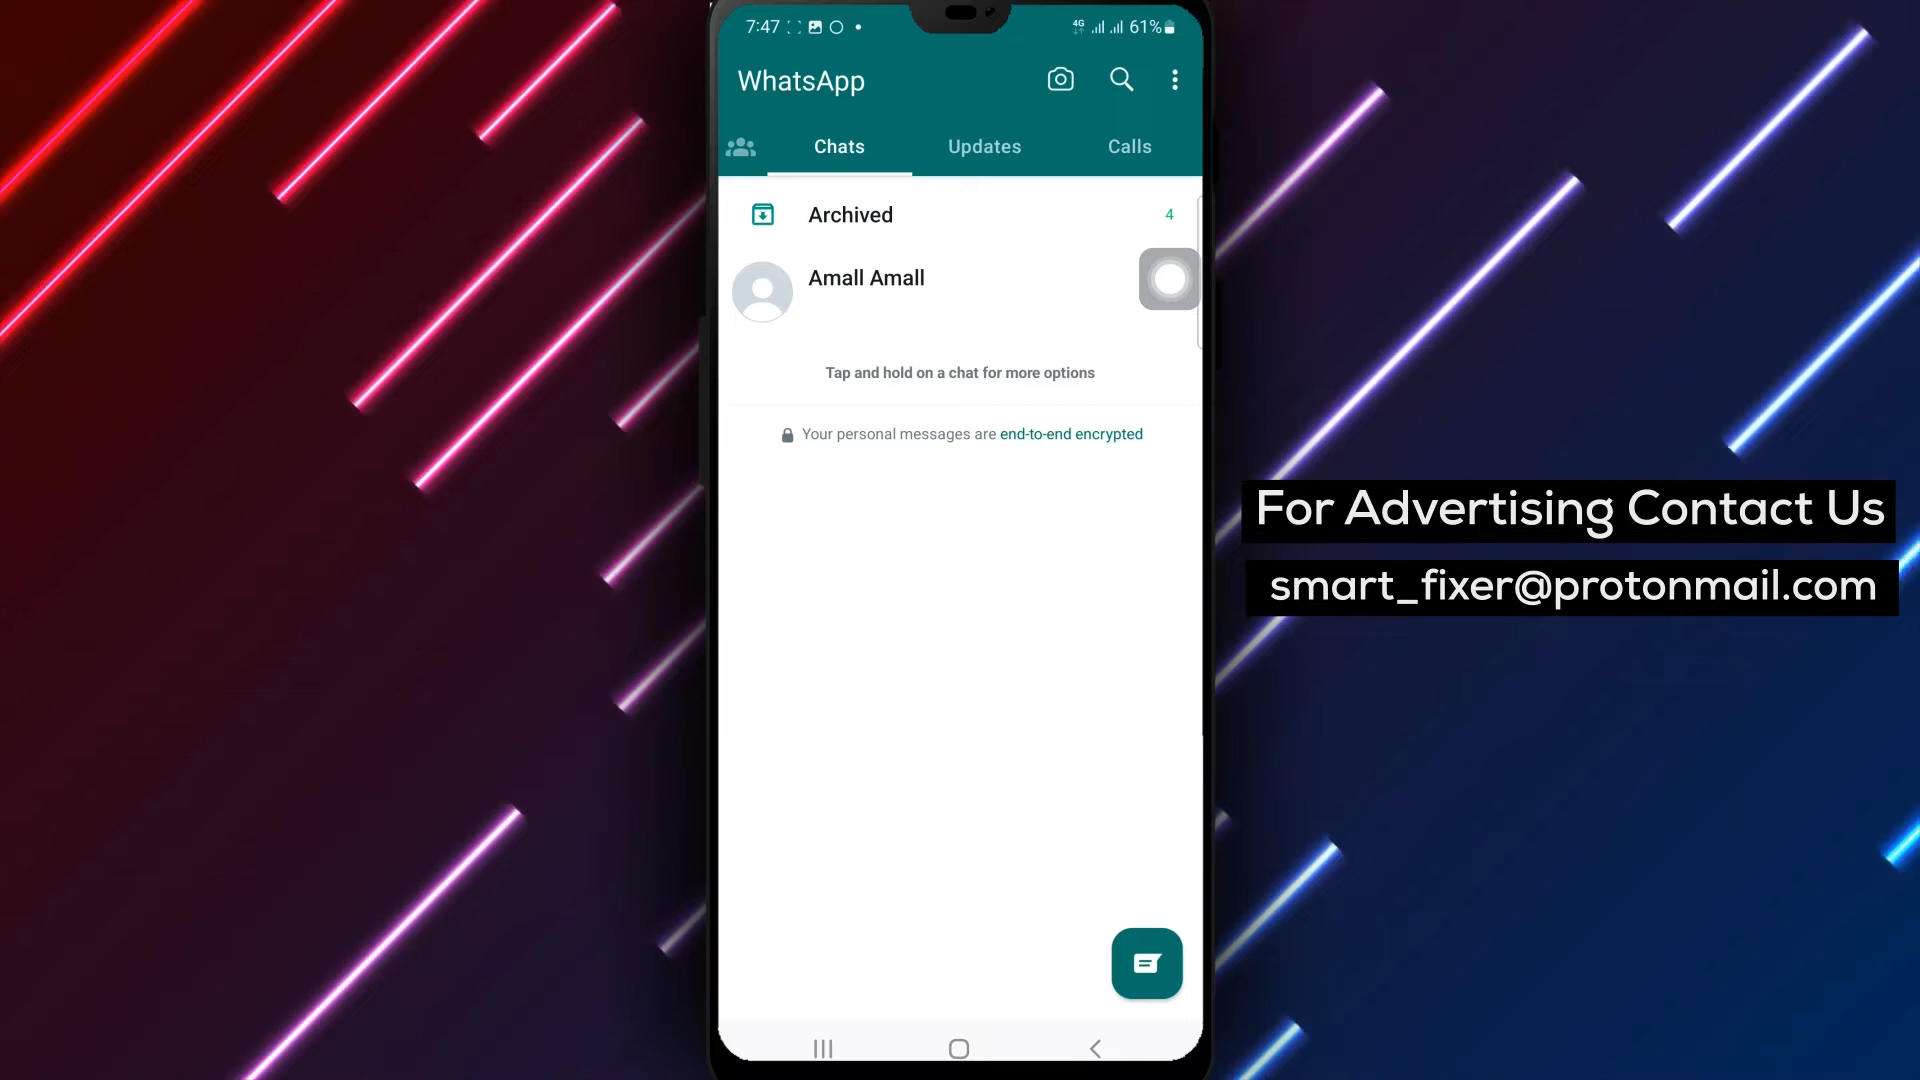 7:47 4G 61%
WhatsApp
Chats Updates Calls
Archived 4
Amall Amall
Tap and hold on a chat for more options
Your personal messages are end-to-end encrypted
For Advertising Contact Us
smart_fixer@protonmail.com